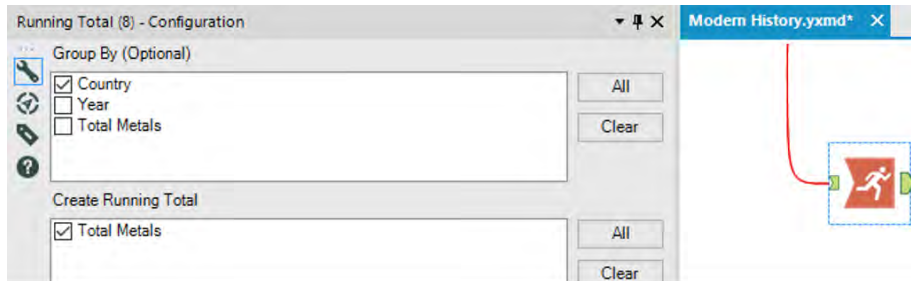 Running Total (8) - Configuration
Modern History.yxmd*
Group By (Optional)
Country
Year
Total Metals
All
Clear
Create Running Total
Total Metals
All
Clear